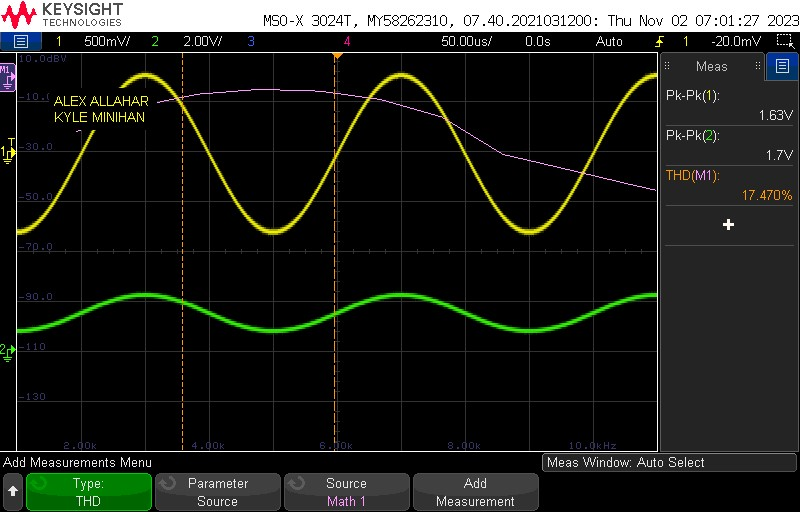 KEYSIGHT
TECHNOLOGIES
MSO-X 3024T, MY58262310, 07.40.2021031200: Thu Nov 02 07:01:27 2023
1 500mV/ 2 2.00V/ 3 4 50.00us/ 0.0s Auto 1 -20.0mV
10.0dBV
M1
-10.0
ALEX ALLAHAR
KYLE MINIHAN
T
1
-30.0
-50.0
-70.0
-90.0
2
-110
-130
2.00k 4.00k 6.00k 8.00k 10.0kHz
Meas
Pk-Pk(1):
1.63V
Pk-Pk(2):
1.7V
THD(M1):
17.470%
+
Add Measurements Menu
Meas Window: Auto Select
Type:
THD
Parameter
Source
Source
Math 1
Add
Measurement